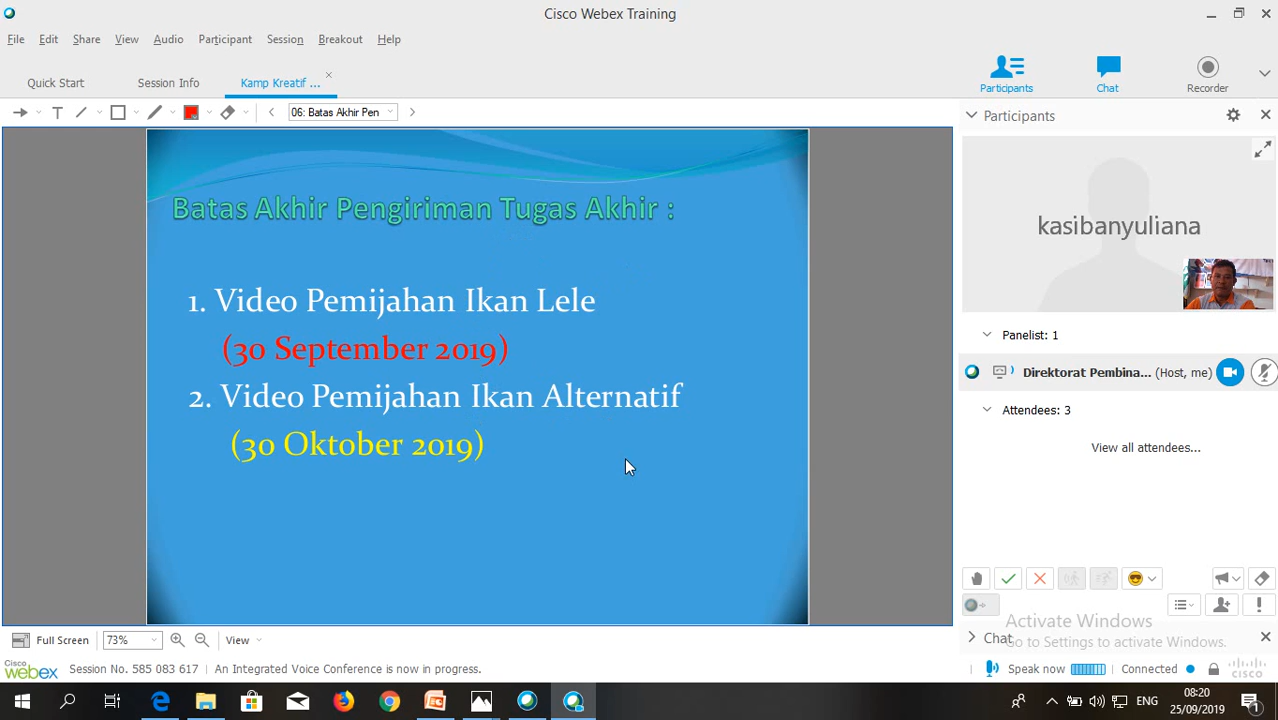 Cisco Webex Training
File Edit Share View Audio Participant Session Breakout Help
Quick Start Session Info Kamp Kreatif ...
Participants Chat Recorder
06: Batas Akhir Pen
Participants
Batas Akhir Pengiriman Tugas Akhir :
1. Video Pemijahan Ikan Lele
(30 September 2019)
2. Video Pemijahan Ikan Alternatif
(30 Oktober 2019)
kasibanyuliana
Panelist: 1
Direktorat Pembina... (Host, me)
Attendees: 3
View all attendees...
Activate Windows
Go to Settings to activate Windows.
Chat
Full Screen 73% View
Cisco webex Session No. 585 083 617 An Integrated Voice Conference is now in progress.
Speak now Connected cisco
ENG 08:20
25/09/2019 1